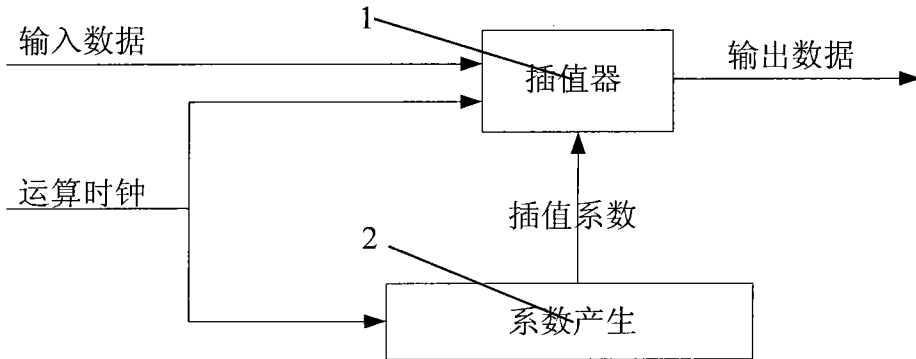 1
输入数据
插值器
输出数据
运算时钟
插值系数
2
系数产生